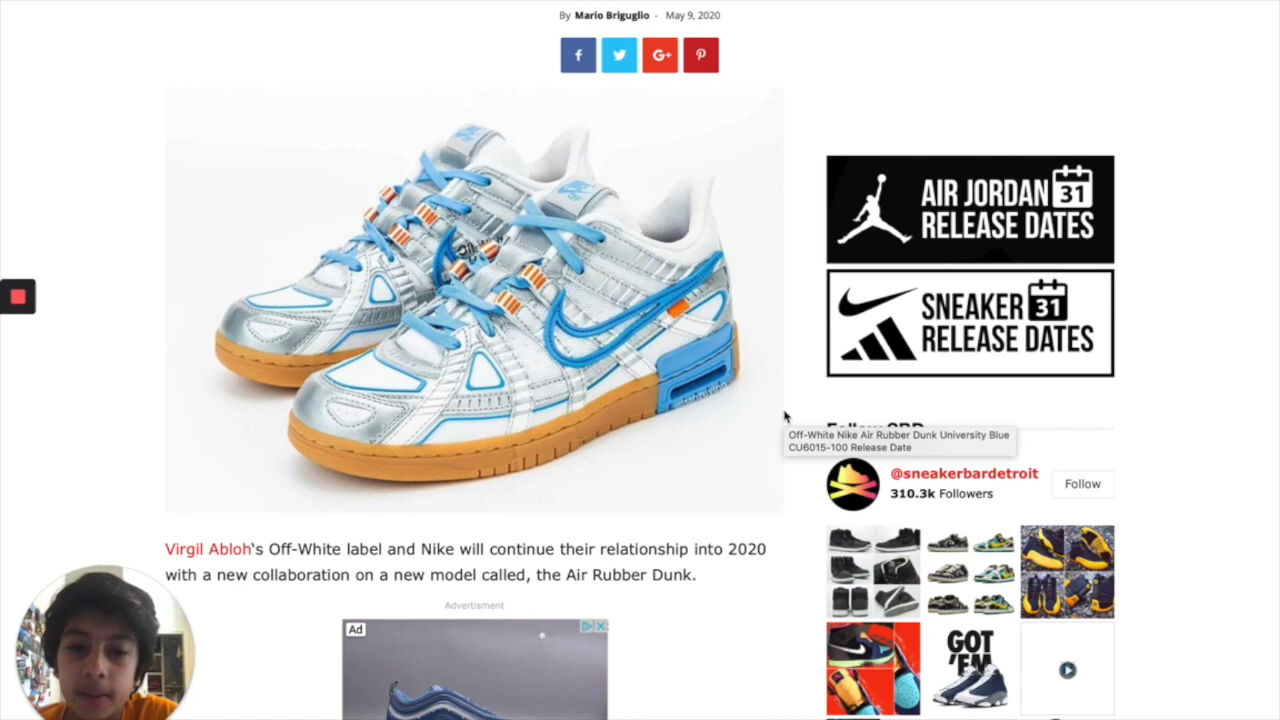 By Mario Briguglio - May 9, 2020
f G+
AIR JORDAN 31
RELEASE DATES
SNEAKER 31
RELEASE DATES
Off-White Nike Air Rubber Dunk University Blue
CU6015-100 Release Date
@sneakerbardetroit
310.3k Followers
Follow
Virgil Abloh's Off-White label and Nike will continue their relationship into 2020
with a new collaboration on a new model called, the Air Rubber Dunk.
Advertisment
Ad
GOT
'EM